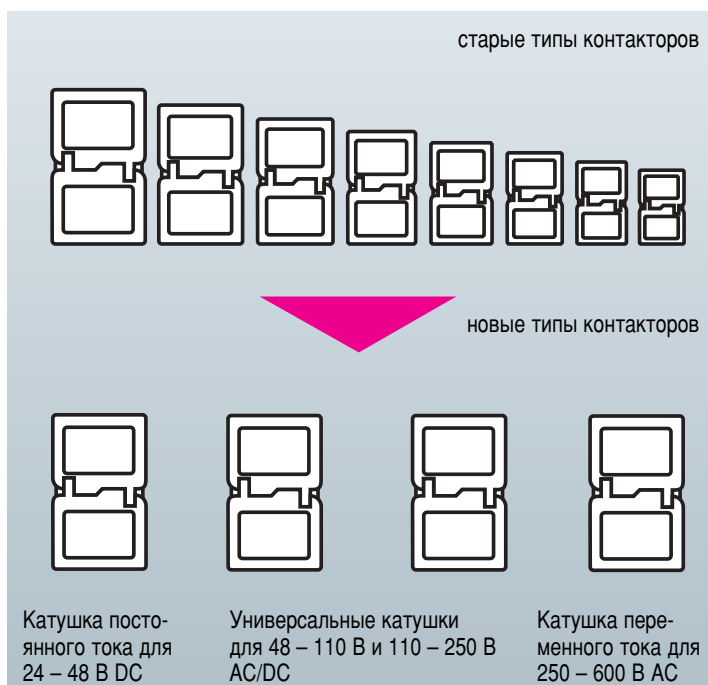 старые типы контакторов
новые типы контакторов
Катушка посто-
янного тока для
24 – 48 В DC
Универсальные катушки
для 48 – 110 В и 110 – 250 В
AC/DC
Катушка пере-
менного тока для
250 – 600 В AC